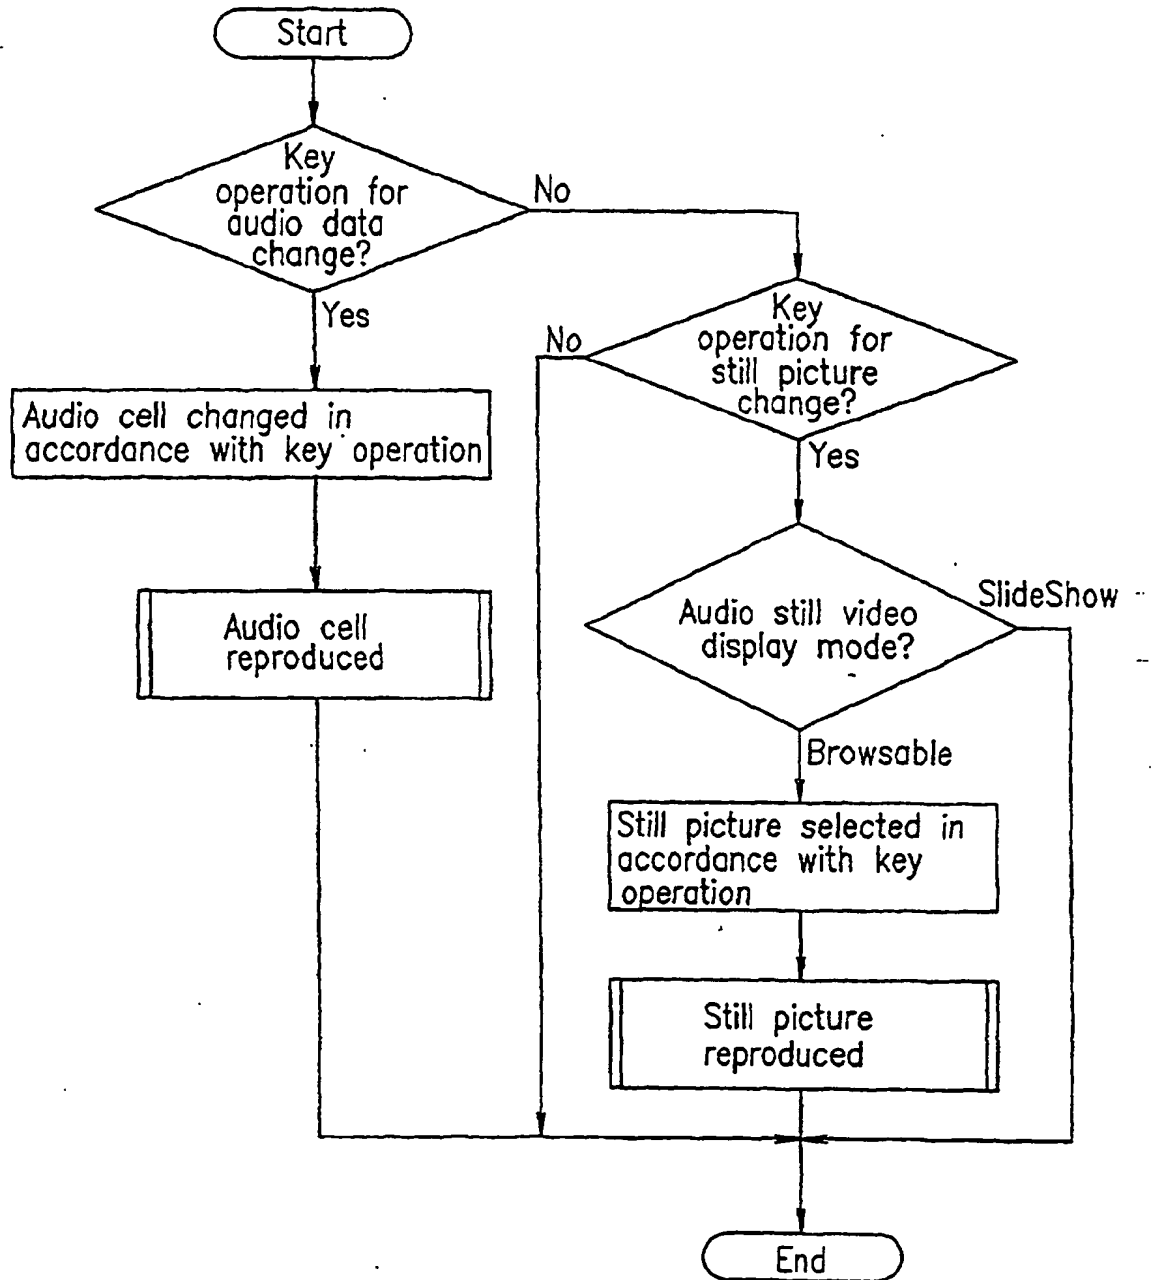 Start
Key
operation for
audio data
change?
No
Yes
Key
operation for
still picture
change?
No
Yes
Audio cell changed in
accordance with key operation
Audio still video
display mode?
SlideShow
Audio cell
reproduced
Browsable
Still picture selected in
accordance with key
operation
Still picture
reproduced
End